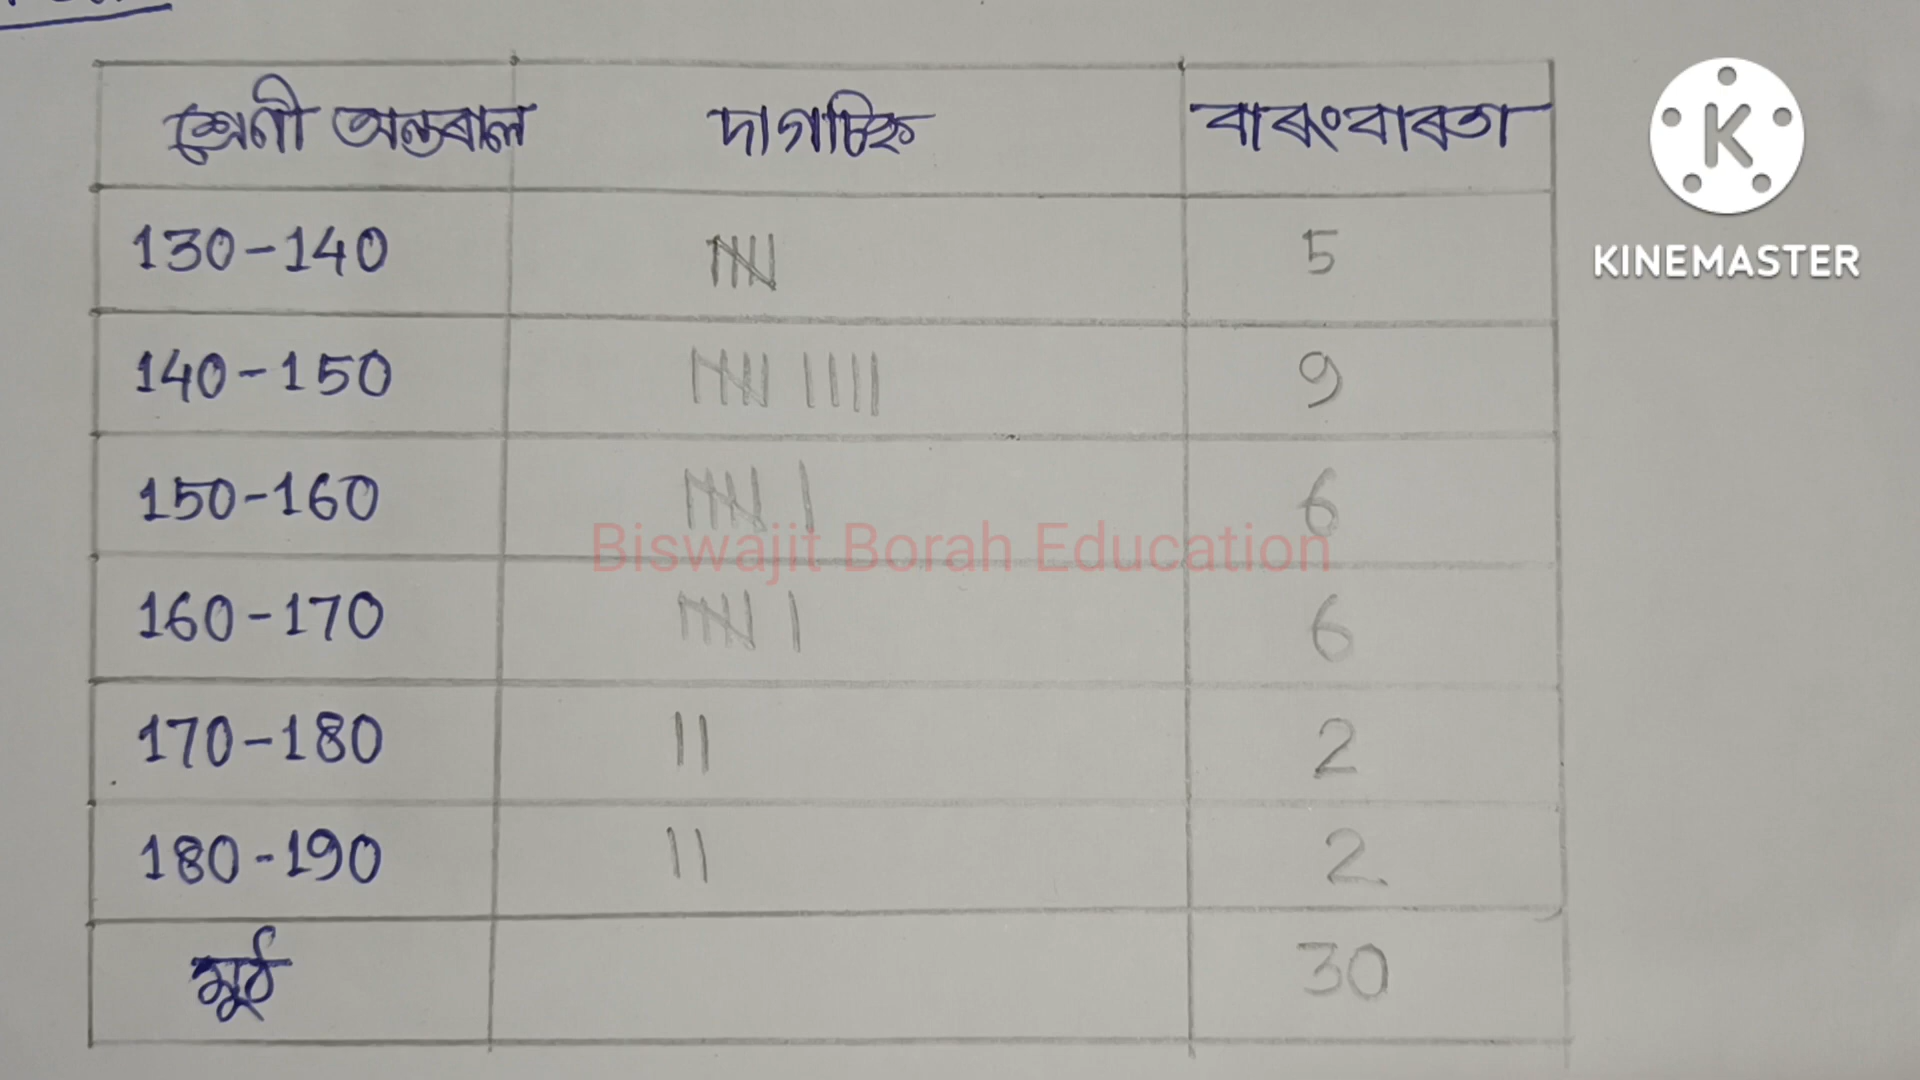 শ্ৰেণী অন্তৰাল দাগচিহ্ন বাৰংবাৰতা
130-140 5
140-150 9
150-160 6
160-170 6
170-180 2
180-190 2
মুঠ 30
K
KINEMASTER
Biswajit Borah Education